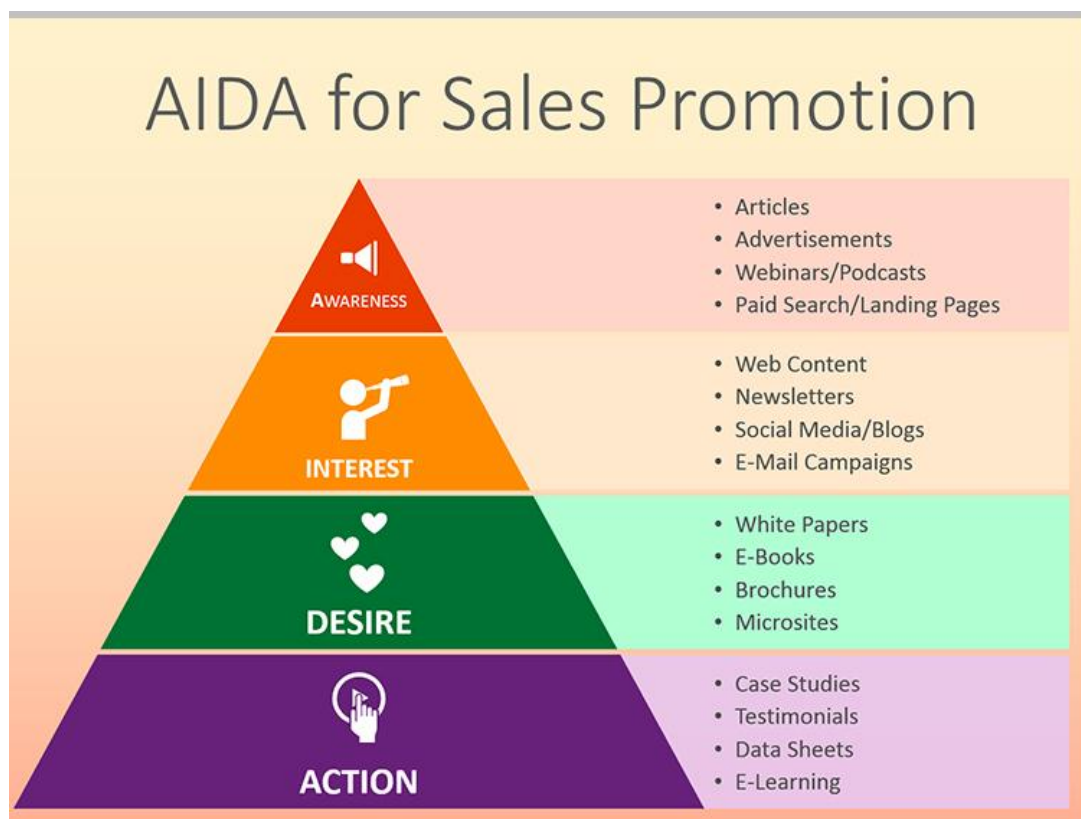 AIDA for Sales Promotion
AWARENESS
• Articles
• Advertisements
• Webinars/Podcasts
• Paid Search/Landing Pages
INTEREST
• Web Content
• Newsletters
• Social Media/Blogs
• E-Mail Campaigns
DESIRE
• White Papers
• E-Books
• Brochures
• Microsites
ACTION
• Case Studies
• Testimonials
• Data Sheets
• E-Learning